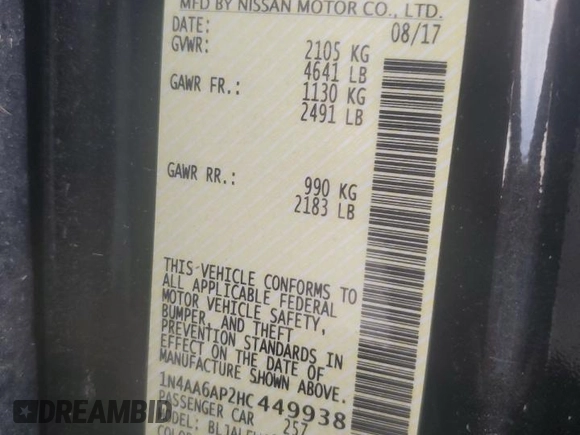 MFD BY NISSAN MOTOR CO., LTD.
DATE: 08/17
GVWR: 2105 KG
4641 LB
GAWR FR.: 1130 KG
2491 LB
GAWR RR.: 990 KG
2183 LB
THIS VEHICLE CONFORMS TO
ALL APPLICABLE FEDERAL
MOTOR VEHICLE SAFETY,
BUMPER, AND THEFT
PREVENTION STANDARDS IN
EFFECT ON THE DATE OF
MANUFACTURE SHOWN ABOVE.
1N4AA6AP2HC449938
PASSENGER CAR 257
MODEL:
DREAMBID